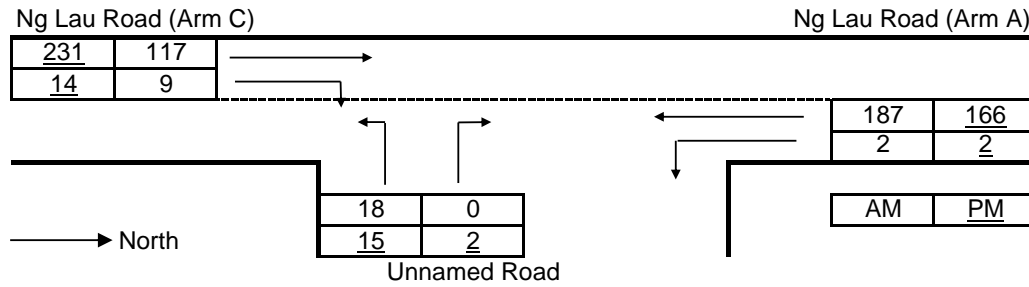 Ng Lau Road (Arm C) Ng Lau Road (Arm A)
231 117
14 9
187 166
2 2
18 0 AM PM
15 2
North
Unnamed Road